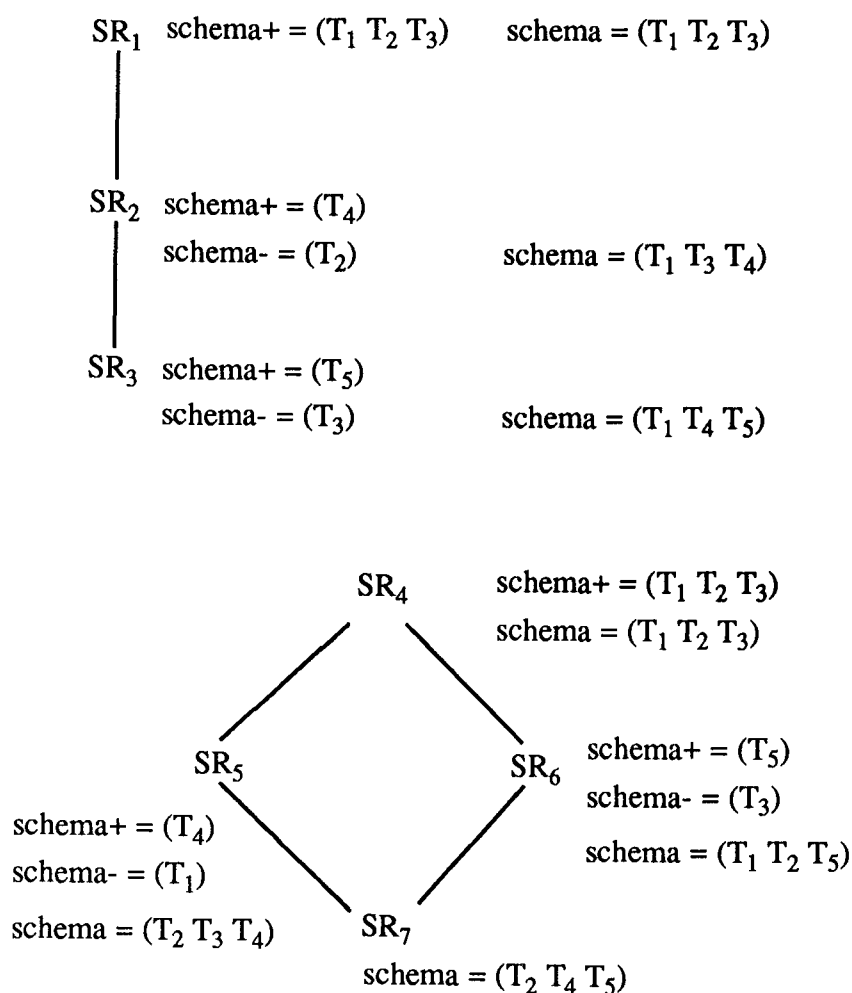 SR₁ schema+ = (T₁ T₂ T₃) schema = (T₁ T₂ T₃)
SR₂ schema+ = (T₄)
schema- = (T₂) schema = (T₁ T₃ T₄)
SR₃ schema+ = (T₅)
schema- = (T₃) schema = (T₁ T₄ T₅)
SR₄ schema+ = (T₁ T₂ T₃)
schema = (T₁ T₂ T₃)
SR₅ SR₆ schema+ = (T₅)
schema- = (T₃)
schema = (T₁ T₂ T₅)
schema+ = (T₄)
schema- = (T₁)
schema = (T₂ T₃ T₄) SR₇
schema = (T₂ T₄ T₅)